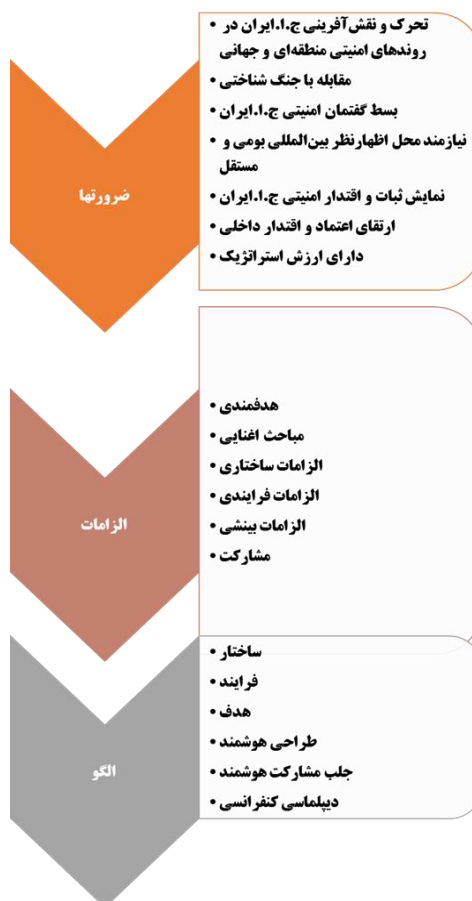 ضرورتها
• تحرک و نقش‌آفرینی ج.ا.ایران در
روندهای امنیتی منطقه‌ای و جهانی
• مقابله با جنگ شناختی
• بسط گفتمان امنیتی ج.ا.ایران
• نیازمند محل اظهارنظر بین‌المللی بومی و
مستقل
• نمایش ثبات و اقتدار امنیتی ج.ا.ایران
• ارتقای اعتماد و اقتدار داخلی
• دارای ارزش استراتژیک
الزامات
• هدفمندی
• مباحث اغنایی
• الزامات ساختاری
• الزامات فرایندی
• الزامات بینشی
• مشارکت
الگو
• ساختار
• فرایند
• هدف
• طراحی هوشمند
• جلب مشارکت هوشمند
• دیپلماسی کنفرانسی